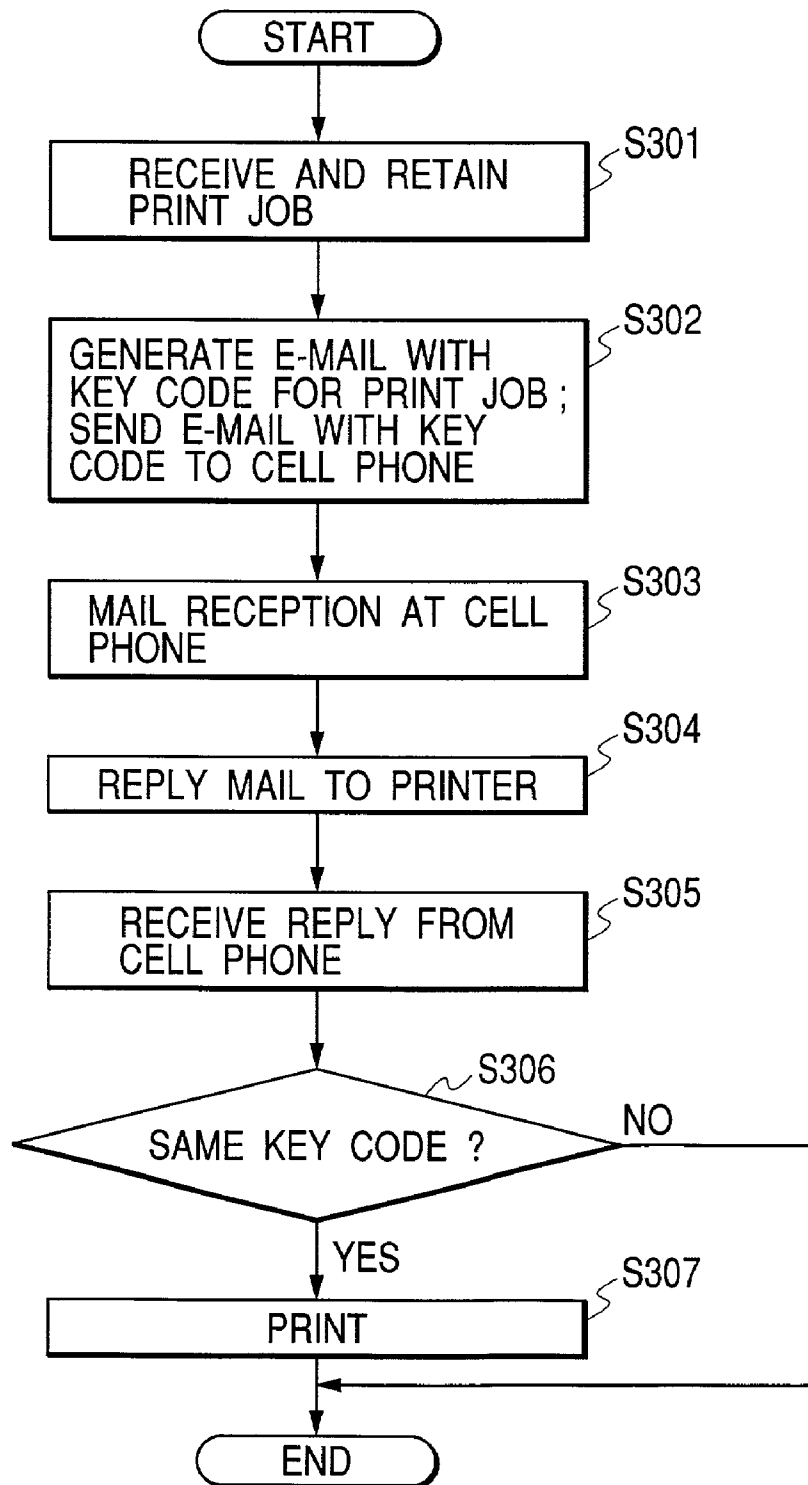 START
S301
RECEIVE AND RETAIN
PRINT JOB
S302
GENERATE E-MAIL WITH
KEY CODE FOR PRINT JOB ;
SEND E-MAIL WITH KEY
CODE TO CELL PHONE
S303
MAIL RECEPTION AT CELL
PHONE
S304
REPLY MAIL TO PRINTER
S305
RECEIVE REPLY FROM
CELL PHONE
S306
SAME KEY CODE ?
NO
YES
S307
PRINT
END